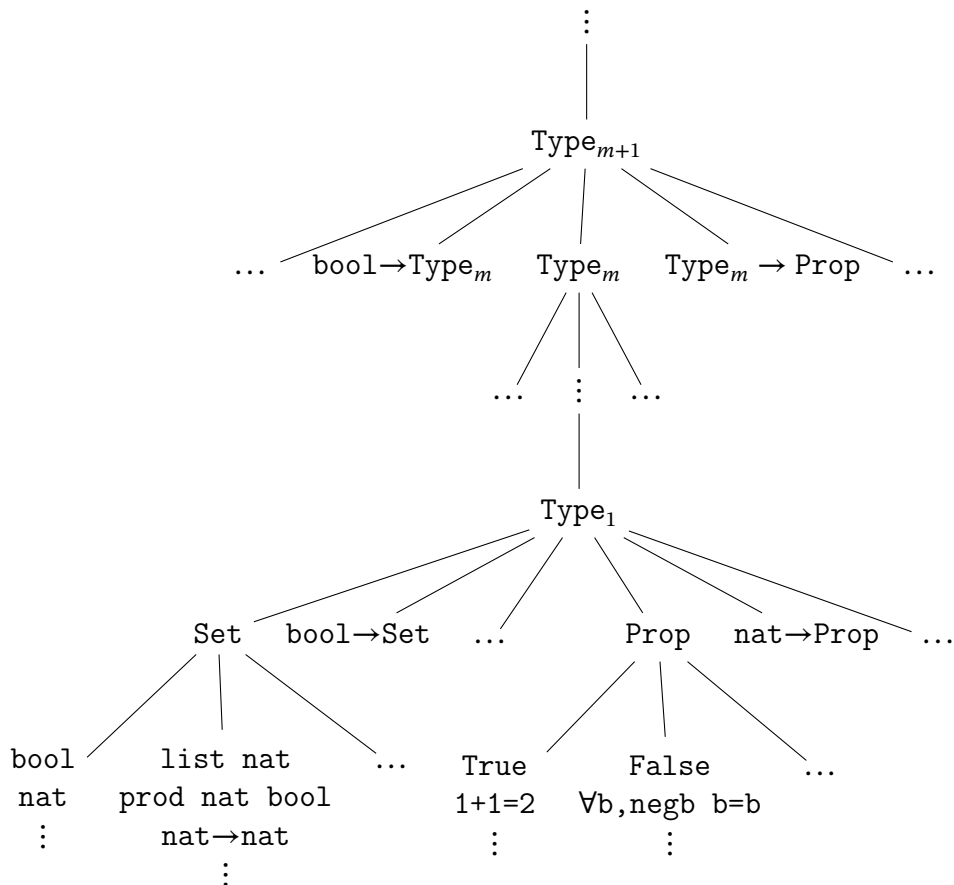 ⋮
Type_{m+1}
… bool→Type_m Type_m Type_m → Prop …
… ⋮ …
Type_1
Set bool→Set … Prop nat→Prop …
bool list nat … True False …
nat prod nat bool 1+1=2 ∀b,negb b=b
⋮ nat→nat ⋮ ⋮
⋮